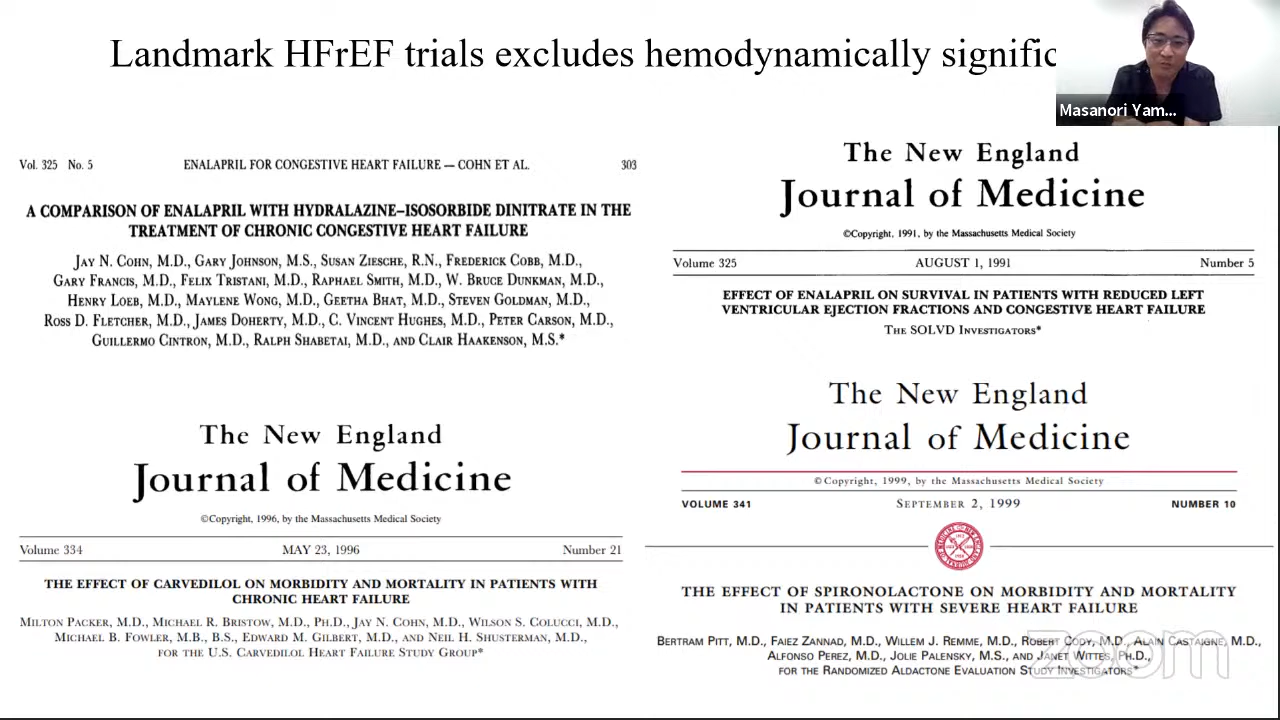 Landmark HFrEF trials excludes hemodynamically signific
Masanori Yam...
Vol. 325 No. 5 ENALAPRIL FOR CONGESTIVE HEART FAILURE — COHN ET AL. 303
A COMPARISON OF ENALAPRIL WITH HYDRALAZINE–ISOSORBIDE DINITRATE IN THE
TREATMENT OF CHRONIC CONGESTIVE HEART FAILURE
JAY N. COHN, M.D., GARY JOHNSON, M.S., SUSAN ZIESCHE, R.N., FREDERICK COBB, M.D.,
GARY FRANCIS, M.D., FELIX TRISTANI, M.D., RAPHAEL SMITH, M.D., W. BRUCE DUNKMAN, M.D.,
HENRY LOEB, M.D., MAYLENE WONG, M.D., GEETHA BHAT, M.D., STEVEN GOLDMAN, M.D.,
ROSS D. FLETCHER, M.D., JAMES DOHERTY, M.D., C. VINCENT HUGHES, M.D., PETER CARSON, M.D.,
GUILLERMO CINTRON, M.D., RALPH SHABETAI, M.D., AND CLAIR HAAKENSON, M.S.*
The New England
Journal of Medicine
©Copyright, 1996, by the Massachusetts Medical Society
Volume 334 MAY 23, 1996 Number 21
THE EFFECT OF CARVEDILOL ON MORBIDITY AND MORTALITY IN PATIENTS WITH
CHRONIC HEART FAILURE
MILTON PACKER, M.D., MICHAEL R. BRISTOW, M.D., PH.D., JAY N. COHN, M.D., WILSON S. COLUCCI, M.D.,
MICHAEL B. FOWLER, M.B., B.S., EDWARD M. GILBERT, M.D., AND NEIL H. SHUSTERMAN, M.D.,
FOR THE U.S. CARVEDILOL HEART FAILURE STUDY GROUP*
The New England
Journal of Medicine
©Copyright, 1991, by the Massachusetts Medical Society
Volume 325 AUGUST 1, 1991 Number 5
EFFECT OF ENALAPRIL ON SURVIVAL IN PATIENTS WITH REDUCED LEFT
VENTRICULAR EJECTION FRACTIONS AND CONGESTIVE HEART FAILURE
THE SOLVD INVESTIGATORS*
The New England
Journal of Medicine
©Copyright, 1999, by the Massachusetts Medical Society
VOLUME 341 SEPTEMBER 2, 1999 NUMBER 10
THE EFFECT OF SPIRONOLACTONE ON MORBIDITY AND MORTALITY
IN PATIENTS WITH SEVERE HEART FAILURE
BERTRAM PITT, M.D., FAIEZ ZANNAD, M.D., WILLEM J. REMME, M.D., ROBERT CODY, M.D., ALAIN CASTAIGNE, M.D.,
ALFONSO PEREZ, M.D., JOLIE PALENSKY, M.S., AND JANET WITTES, PH.D.,
FOR THE RANDOMIZED ALDACTONE EVALUATION STUDY INVESTIGATORS*
zoom